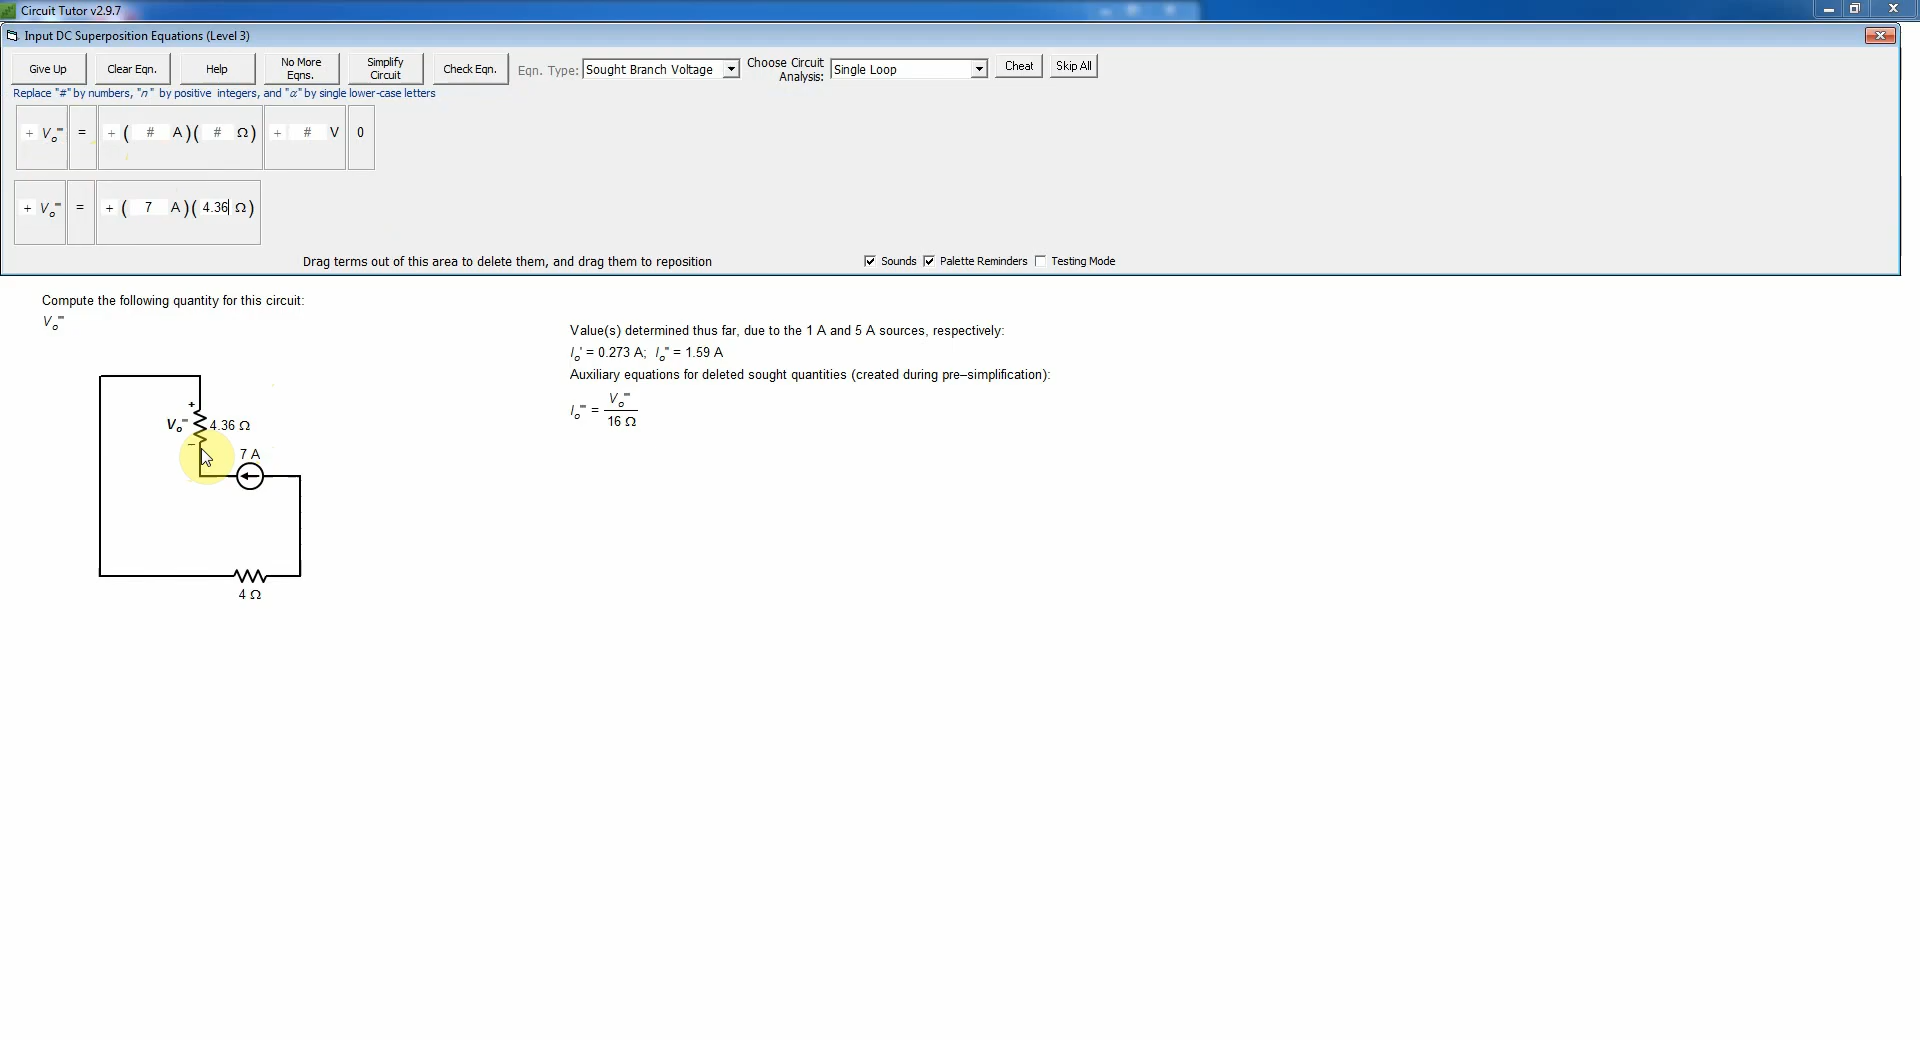 Circuit Tutor v2.9.7
Input DC Superposition Equations (Level 3)
Give Up
Clear Eqn.
Help
No More Eqns.
Simplify Circuit
Check Eqn.
Eqn. Type: Sought Branch Voltage
Choose Circuit Analysis: Single Loop
Cheat
Skip All
Replace "#" by numbers, "n" by positive integers, and "α" by single lower-case letters
+ Vo''' = + ( # A)( # Ω) + # V 0
+ Vo''' = + ( 7 A)( 4.36 Ω)
Drag terms out of this area to delete them, and drag them to reposition
Sounds
Palette Reminders
Testing Mode
Compute the following quantity for this circuit:
Vo'''
Value(s) determined thus far, due to the 1 A and 5 A sources, respectively:
Io' = 0.273 A; Io'' = 1.59 A
Auxiliary equations for deleted sought quantities (created during pre–simplification):
Io''' = Vo''' / 16 Ω
+
Vo''' 4.36 Ω
−
7 A
4 Ω